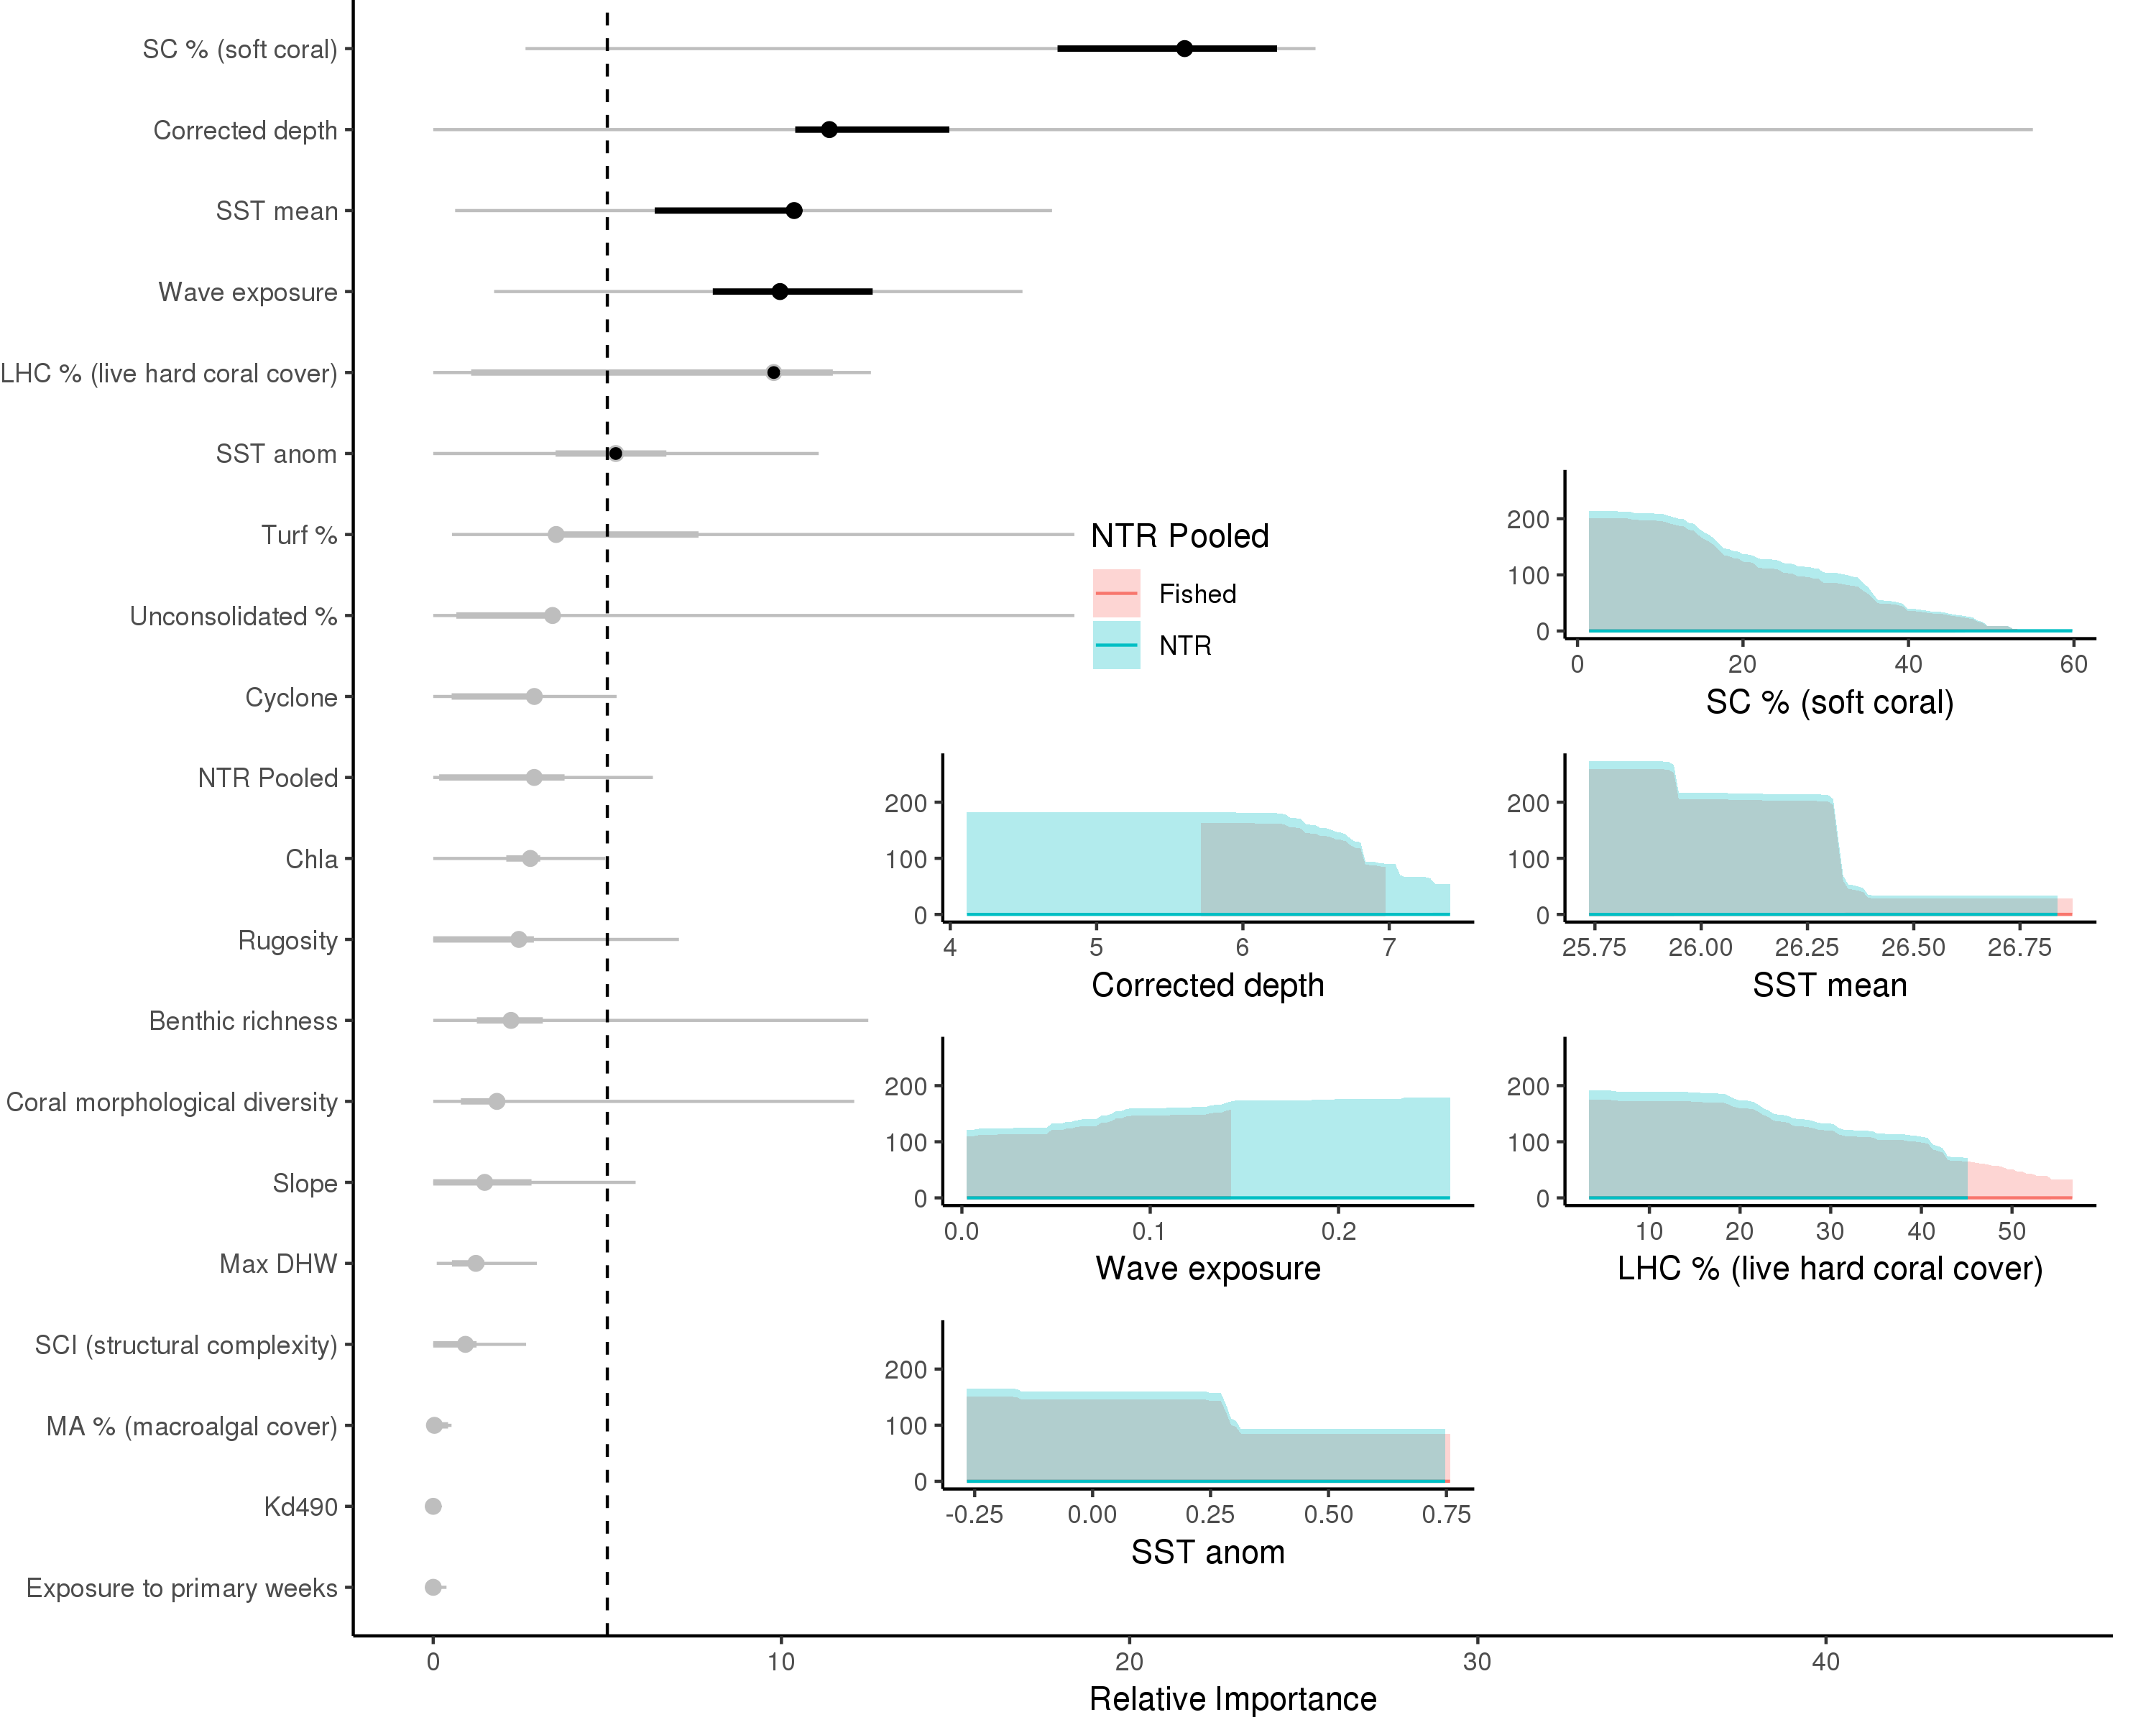 SC % (soft coral)
Corrected depth
SST mean
Wave exposure
LHC % (live hard coral cover)
SST anom
Turf %
Unconsolidated %
Cyclone
NTR Pooled
Chla
Rugosity
Benthic richness
Coral morphological diversity
Slope
Max DHW
SCI (structural complexity)
MA % (macroalgal cover)
Kd490
Exposure to primary weeks
0 10 20 30 40
Relative Importance
NTR Pooled
Fished
NTR
200
100
0
0 20 40 60
SC % (soft coral)
200
100
0
4 5 6 7
Corrected depth
200
100
0
25.75 26.00 26.25 26.50 26.75
SST mean
200
100
0
0.0 0.1 0.2
Wave exposure
200
100
0
10 20 30 40 50
LHC % (live hard coral cover)
200
100
0
-0.25 0.00 0.25 0.50 0.75
SST anom